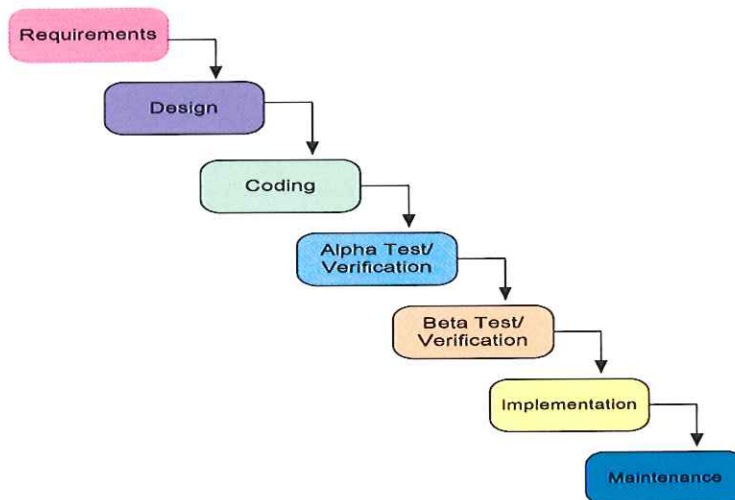 Requirements
Design
Coding
Alpha Test/
Verification
Beta Test/
Verification
Implementation
Maintenance